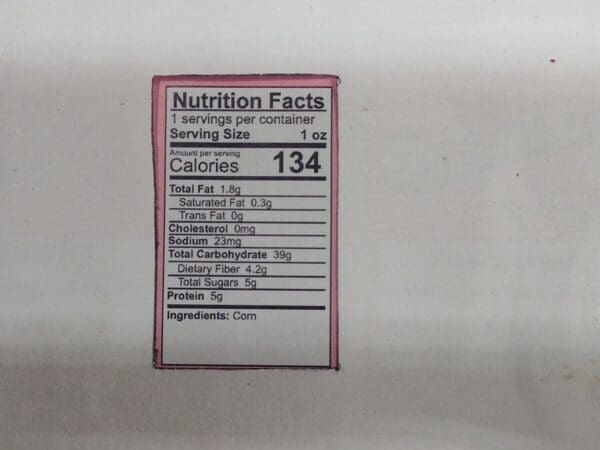 Nutrition Facts
1 servings per container
Serving Size 1 oz
Amount per serving
Calories 134
Total Fat 1.8g
Saturated Fat 0.3g
Trans Fat 0g
Cholesterol 0mg
Sodium 23mg
Total Carbohydrate 39g
Dietary Fiber 4.2g
Total Sugars 5g
Protein 5g
Ingredients: Corn